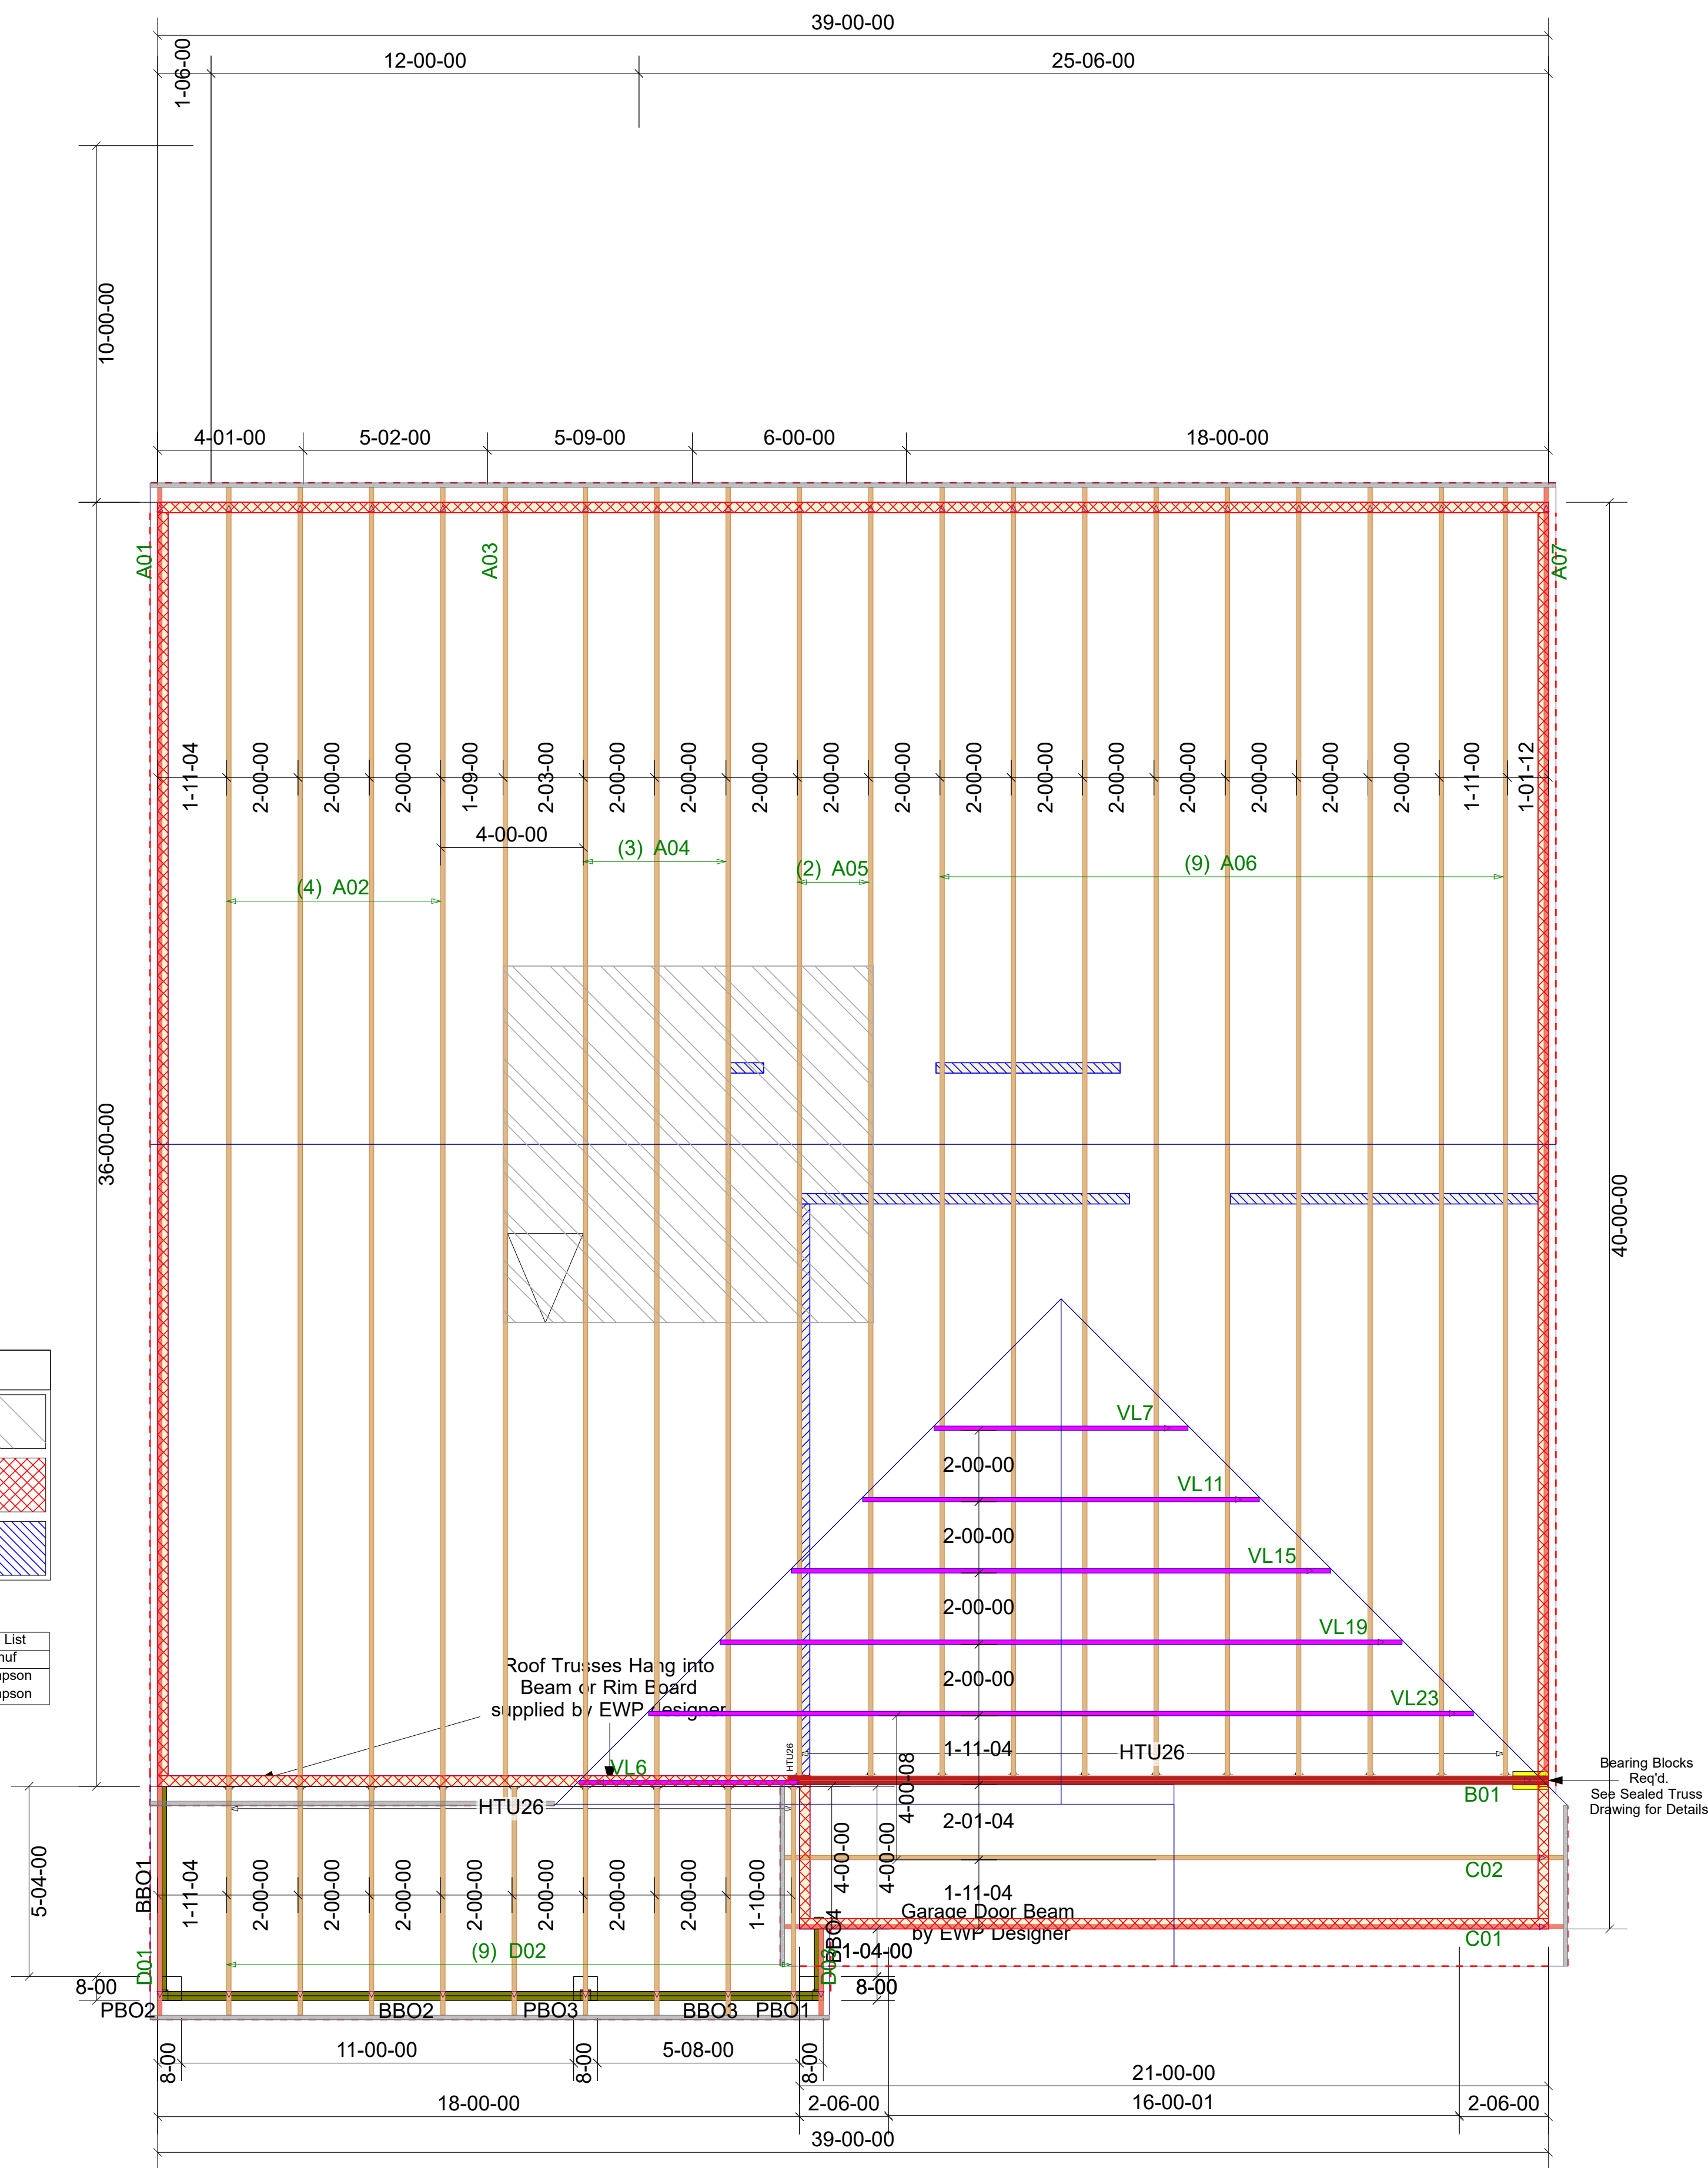 39-00-00
1-06-00
12-00-00
25-06-00
10-00-00
4-01-00
5-02-00
5-09-00
6-00-00
18-00-00
A01
A03
A07
1-11-04
2-00-00
2-00-00
2-00-00
1-09-00
2-03-00
2-00-00
2-00-00
2-00-00
2-00-00
2-00-00
2-00-00
2-00-00
2-00-00
2-00-00
2-00-00
2-00-00
2-00-00
1-11-00
1-01-12
4-00-00
(3) A04
(2) A05
(9) A06
(4) A02
36-00-00
40-00-00
VL7
2-00-00
VL11
2-00-00
VL15
2-00-00
VL19
2-00-00
VL23
List
nuf
pson
pson
Roof Trusses Hang into
Beam or Rim Board
supplied by EWP designer
HTU26
1-11-04
HTU26
VL6
4-00-08
Bearing Blocks
Req'd.
See Sealed Truss
Drawing for Details
B01
HTU26
2-01-04
5-04-00
BBO1
1-11-04
2-00-00
2-00-00
2-00-00
2-00-00
2-00-00
2-00-00
2-00-00
1-10-00
4-00-00
4-00-00
C02
1-11-04
Garage Door Beam
by EWP Designer
BBO4
C01
D01
(9) D02
D03
1-04-00
8-00
8-00
PBO2
BBO2
PBO3
BBO3
PBO1
8-00
11-00-00
8-00
5-08-00
8-00
21-00-00
18-00-00
2-06-00
16-00-01
2-06-00
39-00-00